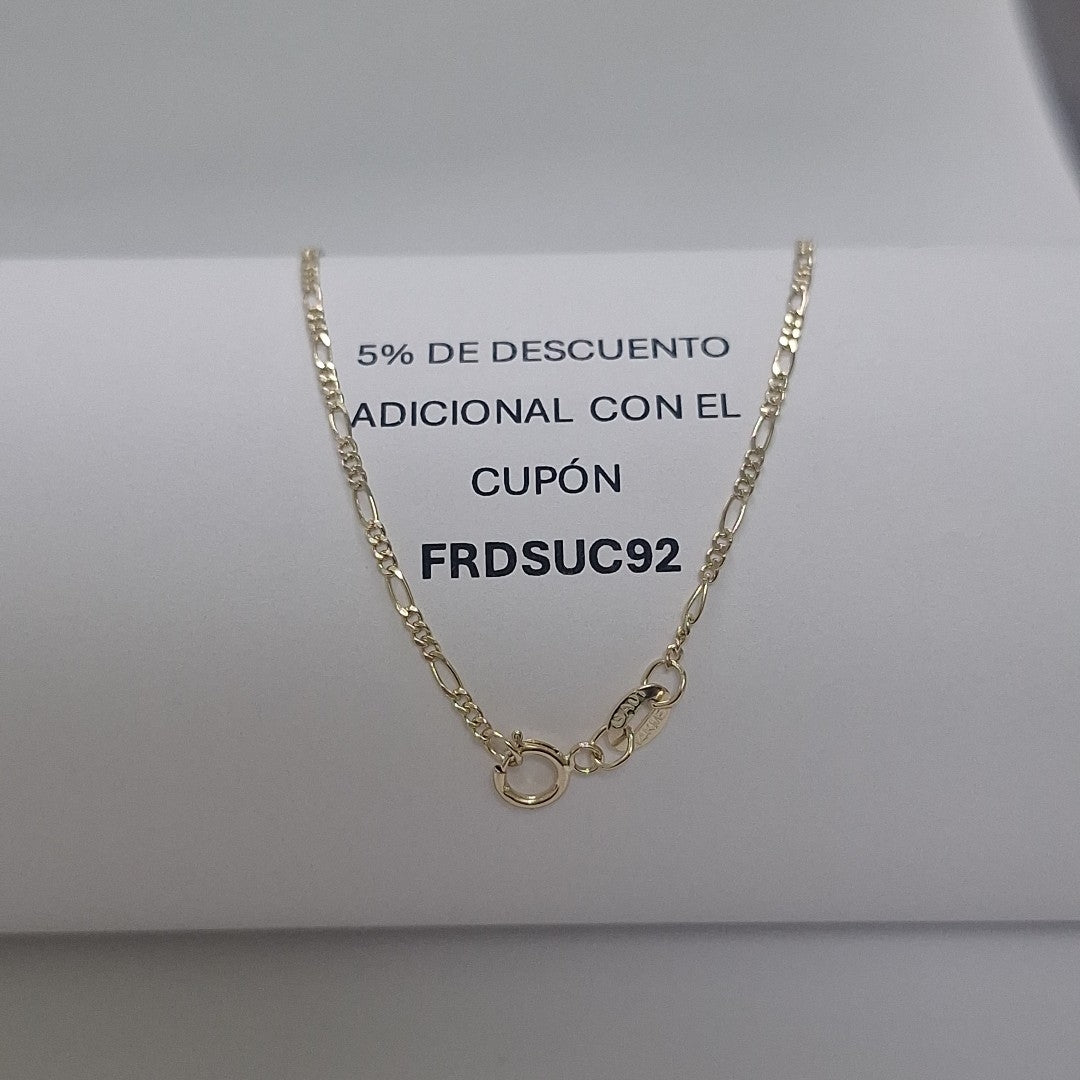 5% DE DESCUENTO
ADICIONAL CON EL
CUPÓN
FRDSUC92